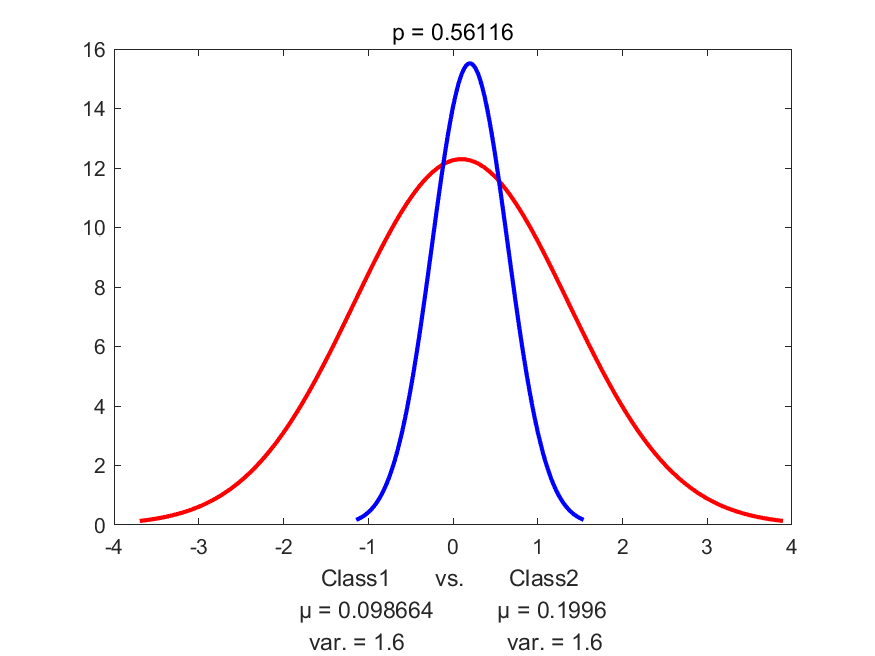 p = 0.56116
16
14
12
10
8
6
4
2
0
-4 -3 -2 -1 0 1 2 3 4
Class1 vs. Class2
µ = 0.098664 µ = 0.1996
var. = 1.6 var. = 1.6